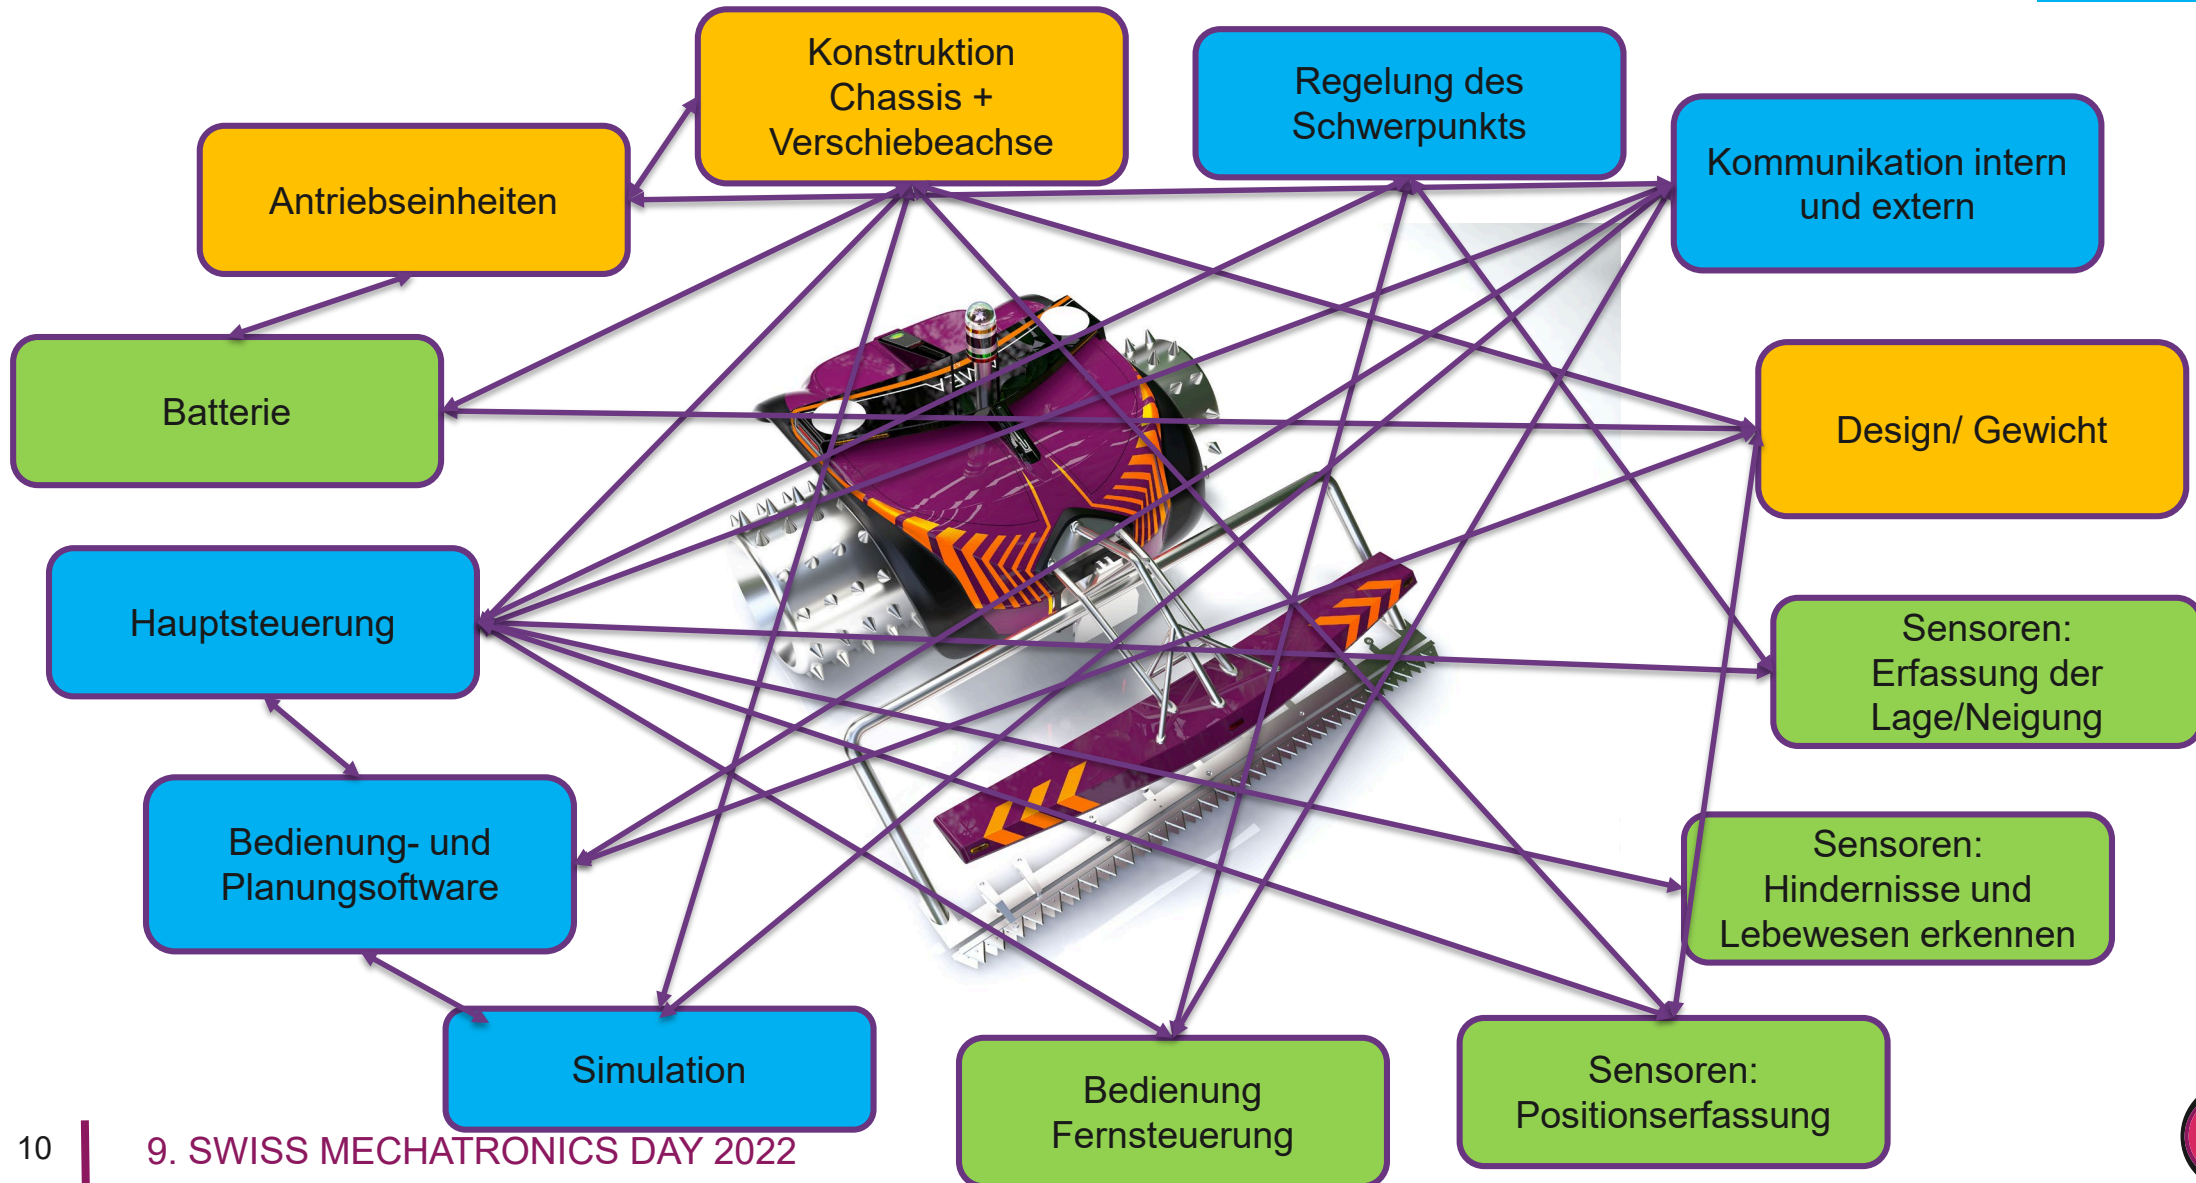 Konstruktion
Chassis +
Verschiebeachse
Regelung des
Schwerpunkts
Kommunikation intern
und extern
Antriebseinheiten
Batterie
Design/ Gewicht
Hauptsteuerung
Sensoren:
Erfassung der
Lage/Neigung
Bedienung- und
Planungsoftware
Sensoren:
Hindernisse und
Lebewesen erkennen
Simulation
Bedienung
Fernsteuerung
Sensoren:
Positionserfassung
10
9. SWISS MECHATRONICS DAY 2022